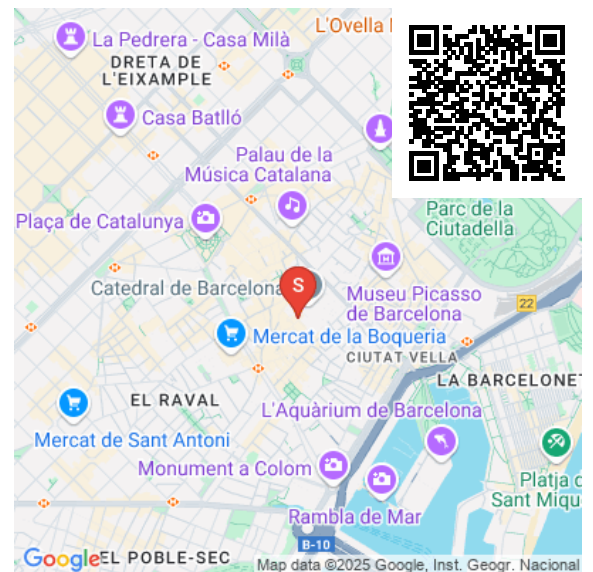 L'Ovella
La Pedrera - Casa Milà
DRETA DE
L'EIXAMPLE
Casa Batlló
Palau de la
Música Catalana
Plaça de Catalunya
Parc de la
Ciutadella
Catedral de Barcelona
S
Museu Picasso
de Barcelona
22
Mercat de la Boqueria
CIUTAT VELLA
LA BARCELONET
EL RAVAL
L'Aquàrium de Barcelona
Mercat de Sant Antoni
Monument a Colom
Platja d
Sant Miqu
Rambla de Mar
B-10
Google
EL POBLE-SEC
Map data ©2025 Google, Inst. Geogr. Nacional